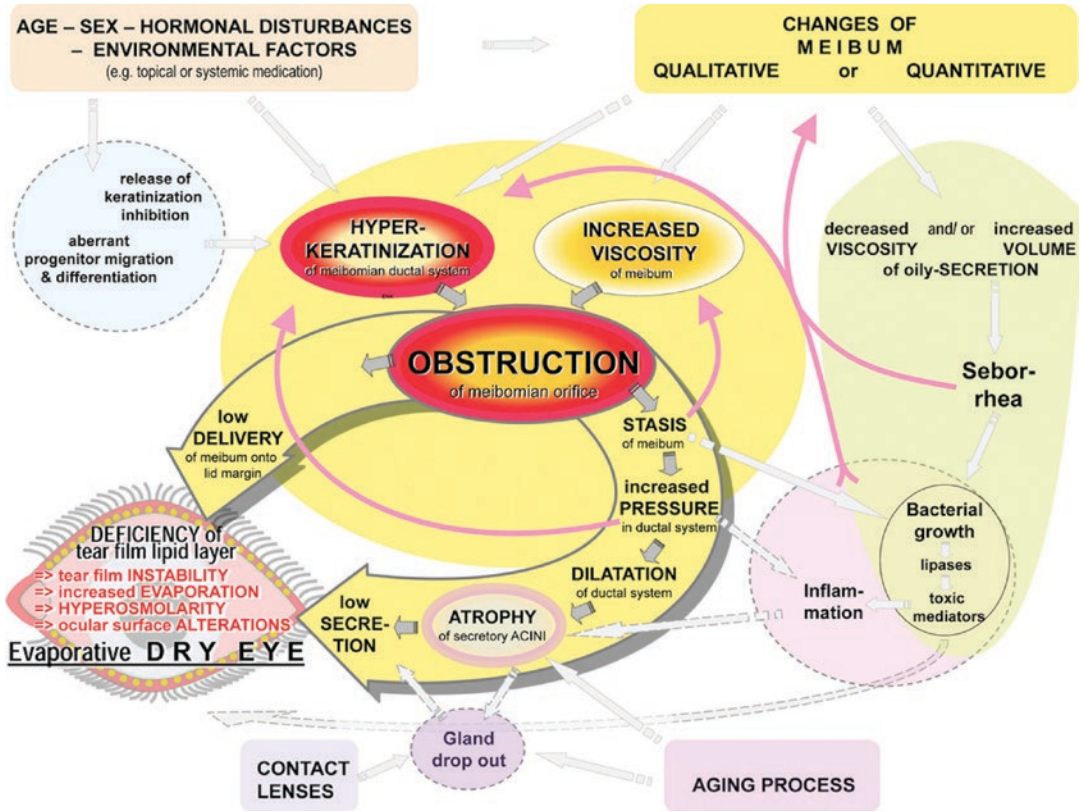 AGE – SEX – HORMONAL DISTURBANCES
– ENVIRONMENTAL FACTORS
(e.g. topical or systemic medication)
CHANGES OF
M E I B U M
QUALITATIVE or QUANTITATIVE
release of
keratinization
inhibition
aberrant
progenitor migration
& differentiation
HYPER-
KERATINIZATION
of meibomian ductal system
INCREASED
VISCOSITY
of meibum
decreased and/ or increased
VISCOSITY VOLUME
of oily-SECRETION
OBSTRUCTION
of meibomian orifice
Sebor-
rhea
low
DELIVERY
of meibum onto
lid margin
STASIS
of meibum
increased
PRESSURE
in ductal system
DILATATION
of ductal system
ATROPHY
of secretory ACINI
low
SECRE-
TION
Bacterial
growth
lipases
toxic
mediators
Inflam-
mation
DEFICIENCY of
tear film lipid layer
=> tear film INSTABILITY
=> increased EVAPORATION
=> HYPEROSMOLARITY
=> ocular surface ALTERATIONS
Evaporative D R Y E Y E
Gland
drop out
CONTACT
LENSES
AGING PROCESS